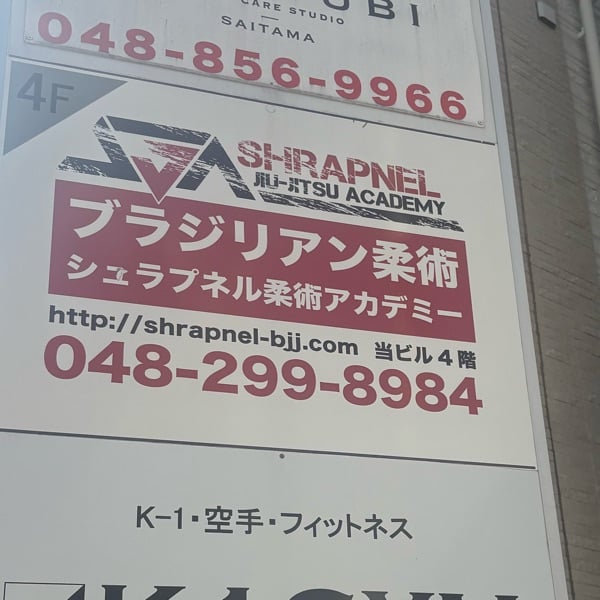 CARE STUDIO
SAITAMA
048-856-9966
4F
SHRAPNEL
JIU-JITSU ACADEMY
ブラジリアン柔術
シュラプネル柔術アカデミー
http://shrapnel-bjj.com 当ビル4階
048-299-8984
K-1・空手・フィットネス